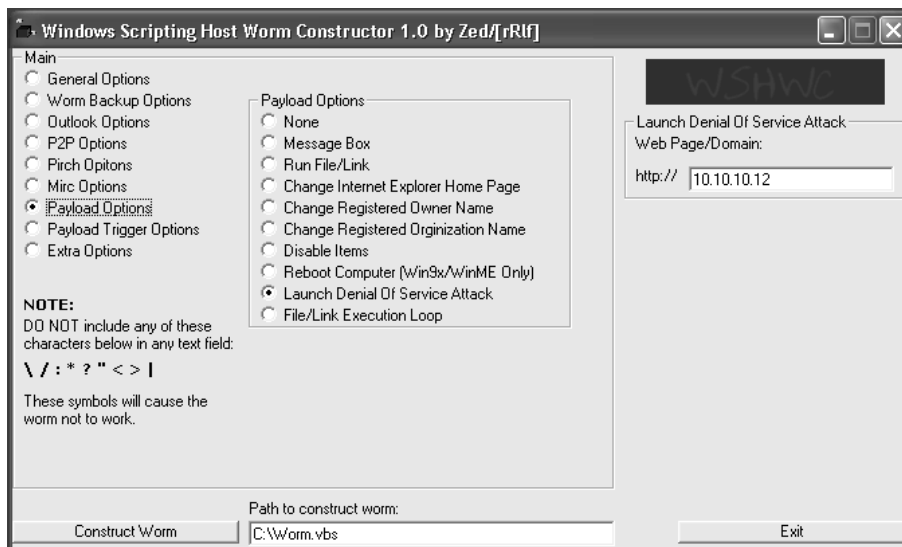 Windows Scripting Host Worm Constructor 1.0 by Zed/[rRlf]
Main
General Options
Worm Backup Options
Outlook Options
P2P Options
Pirch Opitons
Mirc Options
Payload Options
Payload Trigger Options
Extra Options
NOTE:
DO NOT include any of these
characters below in any text field:
\ / : * ? " < > |
These symbols will cause the
worm not to work.
Payload Options
None
Message Box
Run File/Link
Change Internet Explorer Home Page
Change Registered Owner Name
Change Registered Orginization Name
Disable Items
Reboot Computer (Win9x/WinME Only)
Launch Denial Of Service Attack
File/Link Execution Loop
WSHWC
Launch Denial Of Service Attack
Web Page/Domain:
http:// 10.10.10.12
Path to construct worm:
Construct Worm
C:\Worm.vbs
Exit